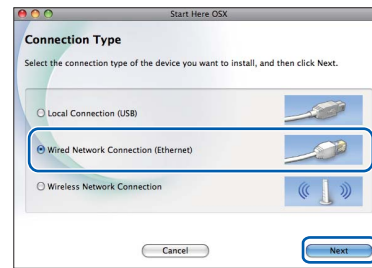 Start Here OSX
Connection Type
Select the connection type of the device you want to install, and then click Next.
Local Connection (USB)
Wired Network Connection (Ethernet)
Wireless Network Connection
Cancel
Next